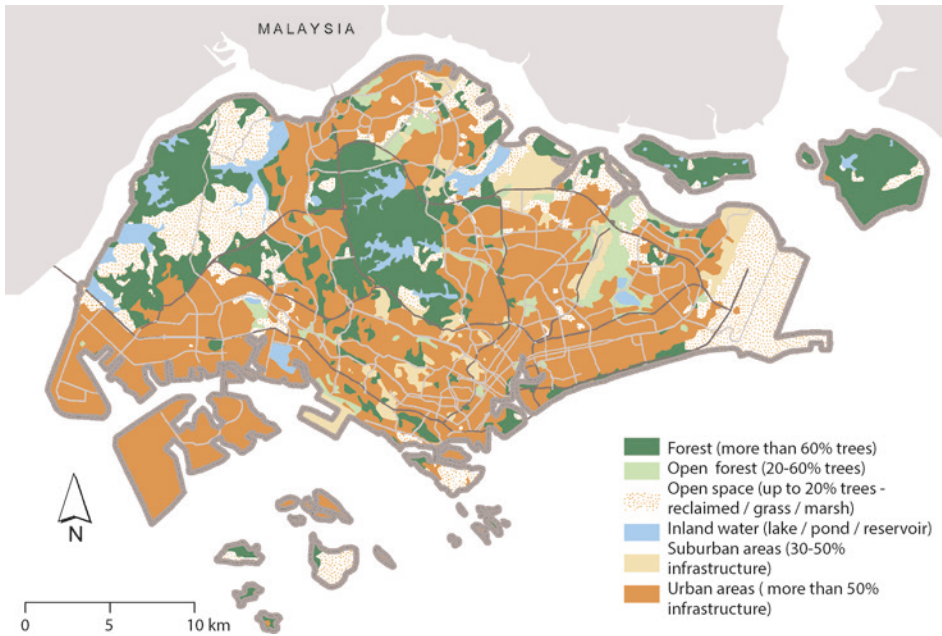 MALAYSIA
Forest (more than 60% trees)
Open forest (20-60% trees)
Open space (up to 20% trees -
reclaimed / grass / marsh)
Inland water (lake / pond / reservoir)
Suburban areas (30-50%
infrastructure)
Urban areas ( more than 50%
infrastructure)
N
0 5 10 km